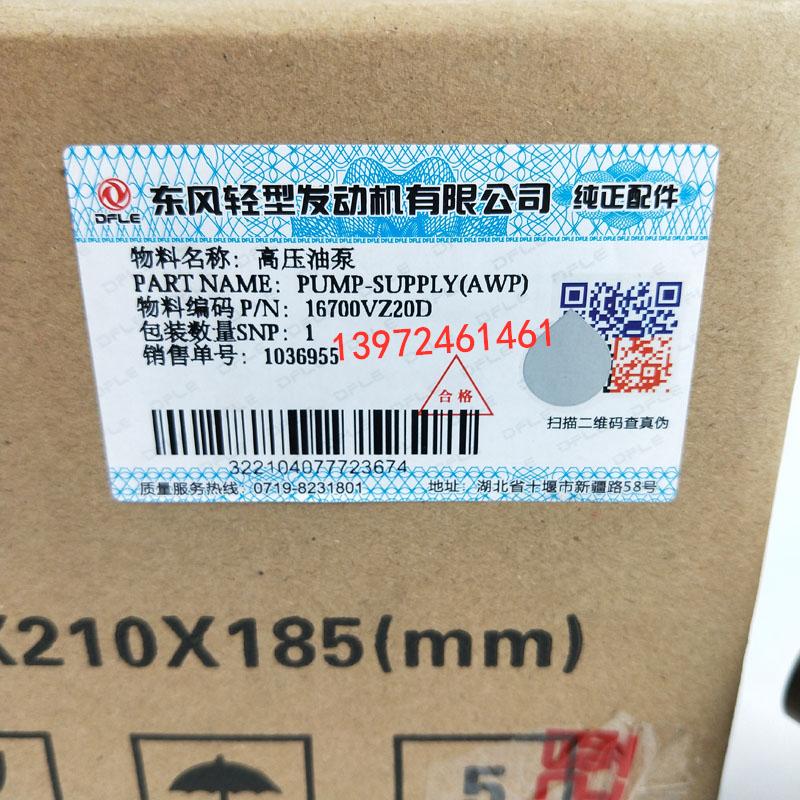 东风轻型发动机有限公司 纯正配件
DFLE
物料名称：高压油泵
PART NAME: PUMP-SUPPLY(AWP)
物料编码 P/N: 16700VZ20D
包装数量SNP: 1
13972461461
销售单号: 1036955
合格
扫描二维码查真伪
322104077723674
质量服务热线：0719-8231801 地址：湖北省十堰市新疆路58号
X210X185(mm)
5